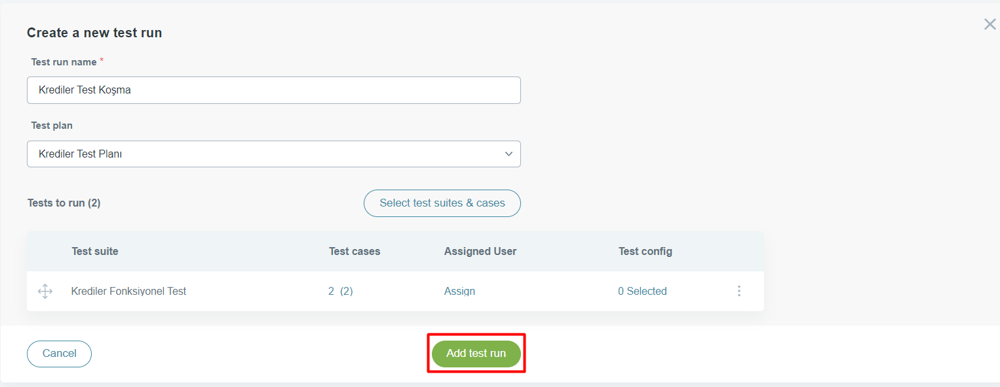 Create a new test run
Test run name *
Krediler Test Koşma
Test plan
Krediler Test Planı
Tests to run (2)
Select test suites & cases
Test suite Test cases Assigned User Test config
Krediler Fonksiyonel Test 2 (2) Assign 0 Selected
Cancel
Add test run